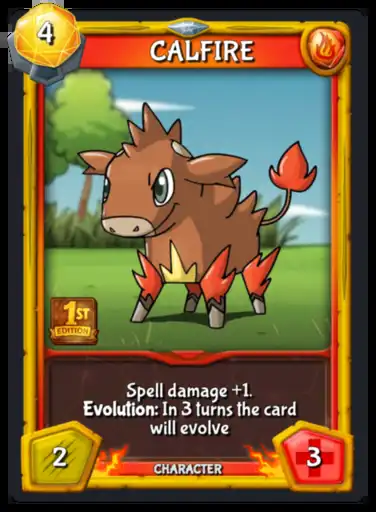 4
CALFIRE
1ST
EDITION
Spell damage +1.
Evolution: In 3 turns the card
will evolve
2
3
CHARACTER